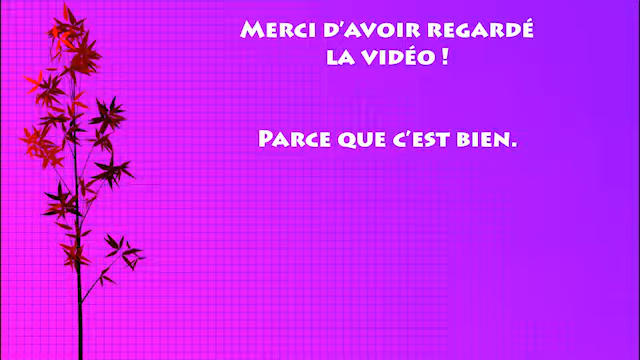 Merci d’avoir regardé
la vidéo !
Parce que c’est bien.